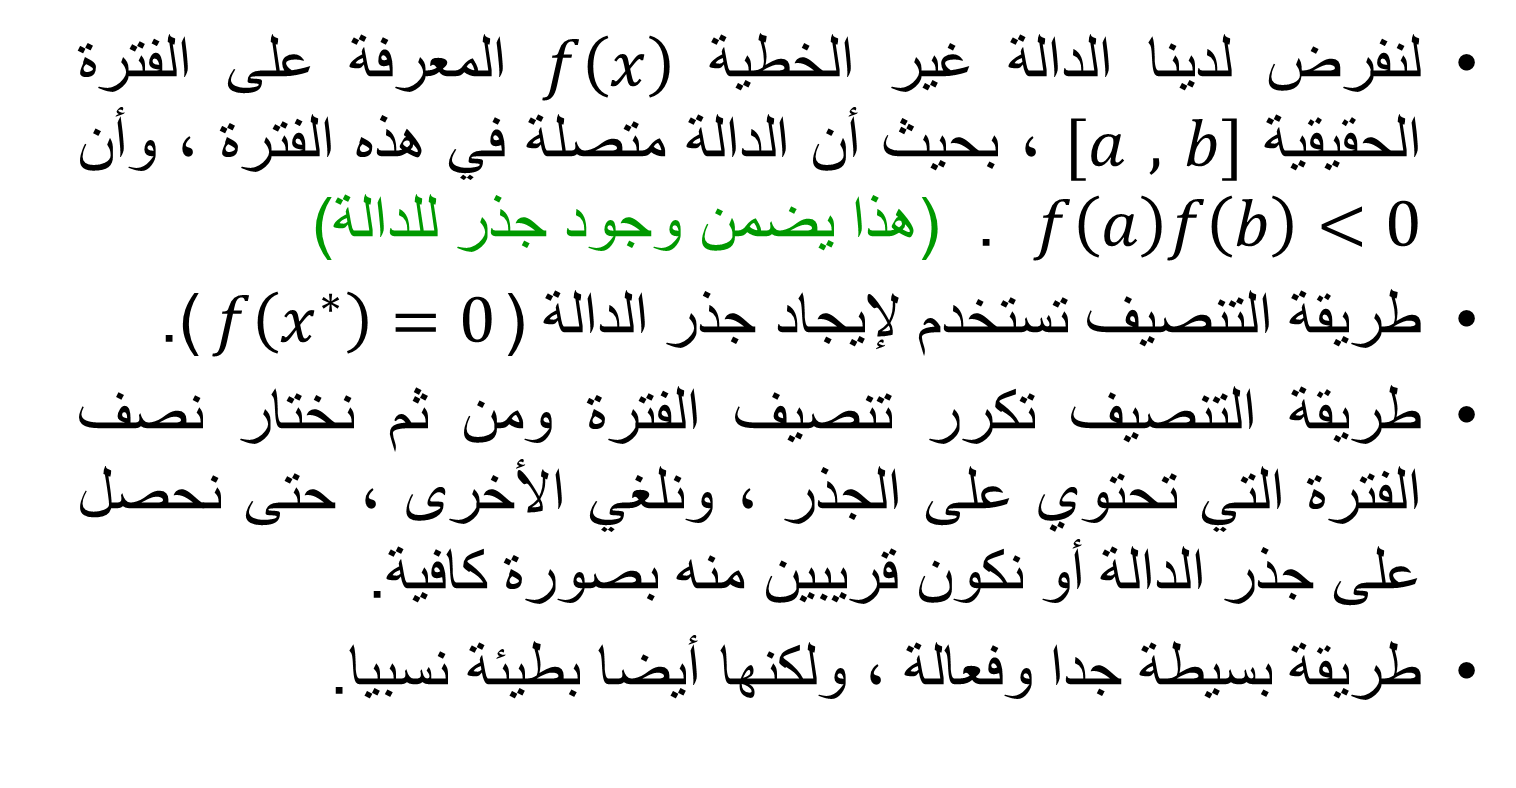 • لنفرض لدينا الدالة غير الخطية f(x) المعرفة على الفترة
الحقيقية [a , b] ، بحيث أن الدالة متصلة في هذه الفترة ، وأن
f(a)f(b) < 0 . (هذا يضمن وجود جذر للدالة)
• طريقة التنصيف تستخدم لإيجاد جذر الدالة (f(x*) = 0).
• طريقة التنصيف تكرر تنصيف الفترة ومن ثم نختار نصف
الفترة التي تحتوي على الجذر ، ونلغي الأخرى ، حتى نحصل
على جذر الدالة أو نكون قريبين منه بصورة كافية.
• طريقة بسيطة جدا وفعالة ، ولكنها أيضا بطيئة نسبيا.